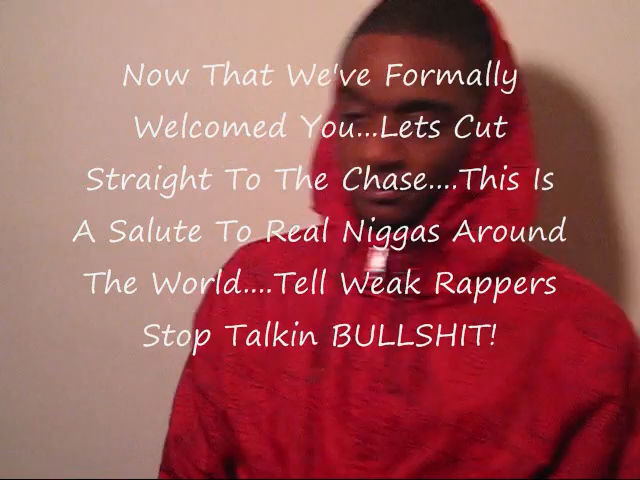 Now That We've Formally
Welcomed You...Lets Cut
Straight To The Chase....This Is
A Salute To Real Niggas Around
The World....Tell Weak Rappers
Stop Talkin BULLSHIT!